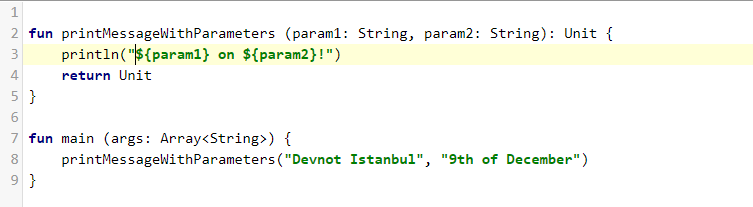 1
2 fun printMessageWithParameters (param1: String, param2: String): Unit {
3     println("${param1} on ${param2}!")
4     return Unit
5 }
6
7 fun main (args: Array<String>) {
8     printMessageWithParameters("Devnot Istanbul", "9th of December")
9 }